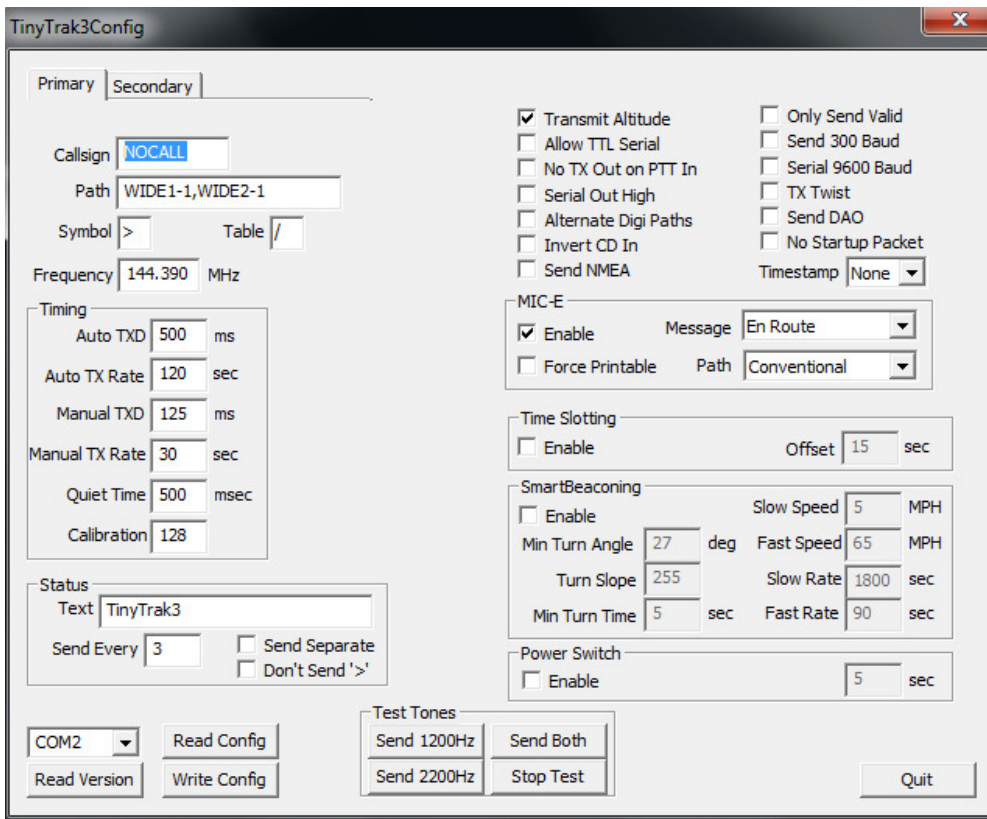 TinyTrak3Config
Primary Secondary
Callsign NOCALL
Path WIDE1-1,WIDE2-1
Symbol > Table /
Frequency 144.390 MHz
Timing
Auto TXD 500 ms
Auto TX Rate 120 sec
Manual TXD 125 ms
Manual TX Rate 30 sec
Quiet Time 500 msec
Calibration 128
Status
Text TinyTrak3
Send Every 3
Send Separate
Don't Send '>'
Transmit Altitude
Allow TTL Serial
No TX Out on PTT In
Serial Out High
Alternate Digi Paths
Invert CD In
Send NMEA
Only Send Valid
Send 300 Baud
Serial 9600 Baud
TX Twist
Send DAO
No Startup Packet
Timestamp None
MIC-E
Enable Message En Route
Force Printable Path Conventional
Time Slotting
Enable Offset 15 sec
SmartBeaconing
Enable Slow Speed 5 MPH
Min Turn Angle 27 deg Fast Speed 65 MPH
Turn Slope 255 Slow Rate 1800 sec
Min Turn Time 5 sec Fast Rate 90 sec
Power Switch
Enable 5 sec
COM2 Read Config
Read Version Write Config
Test Tones
Send 1200Hz Send Both
Send 2200Hz Stop Test
Quit